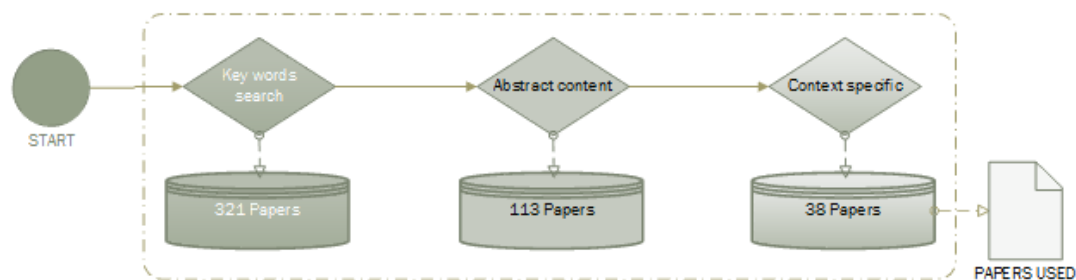 Key words
search
Abstract content
Context specific
START
321 Papers
113 Papers
38 Papers
PAPERS USED